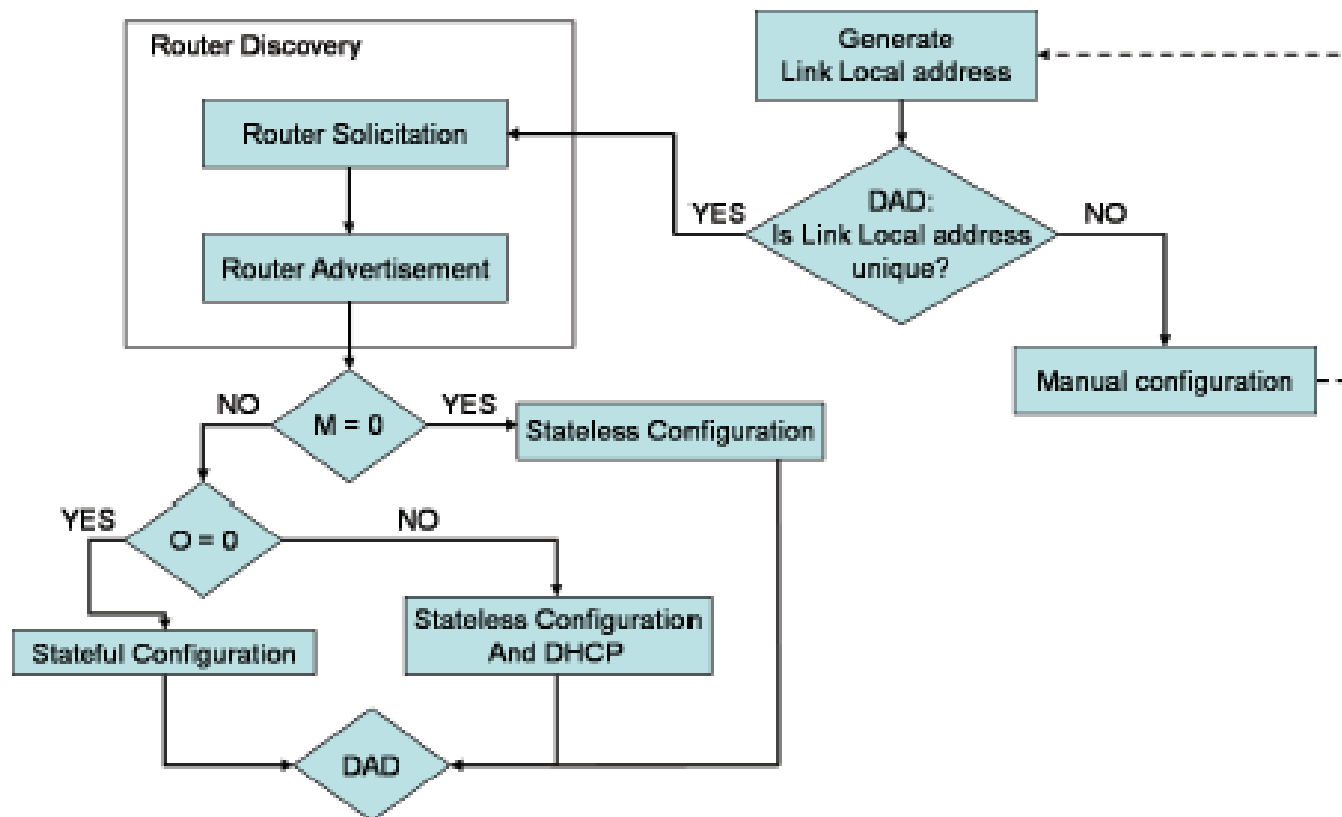 Router Discovery
Router Solicitation
Router Advertisement
Generate
Link Local address
DAD:
Is Link Local address
unique?
YES
NO
Manual configuration
M = 0
NO
YES
Stateless Configuration
O = 0
YES
NO
Stateful Configuration
Stateless Configuration
And DHCP
DAD